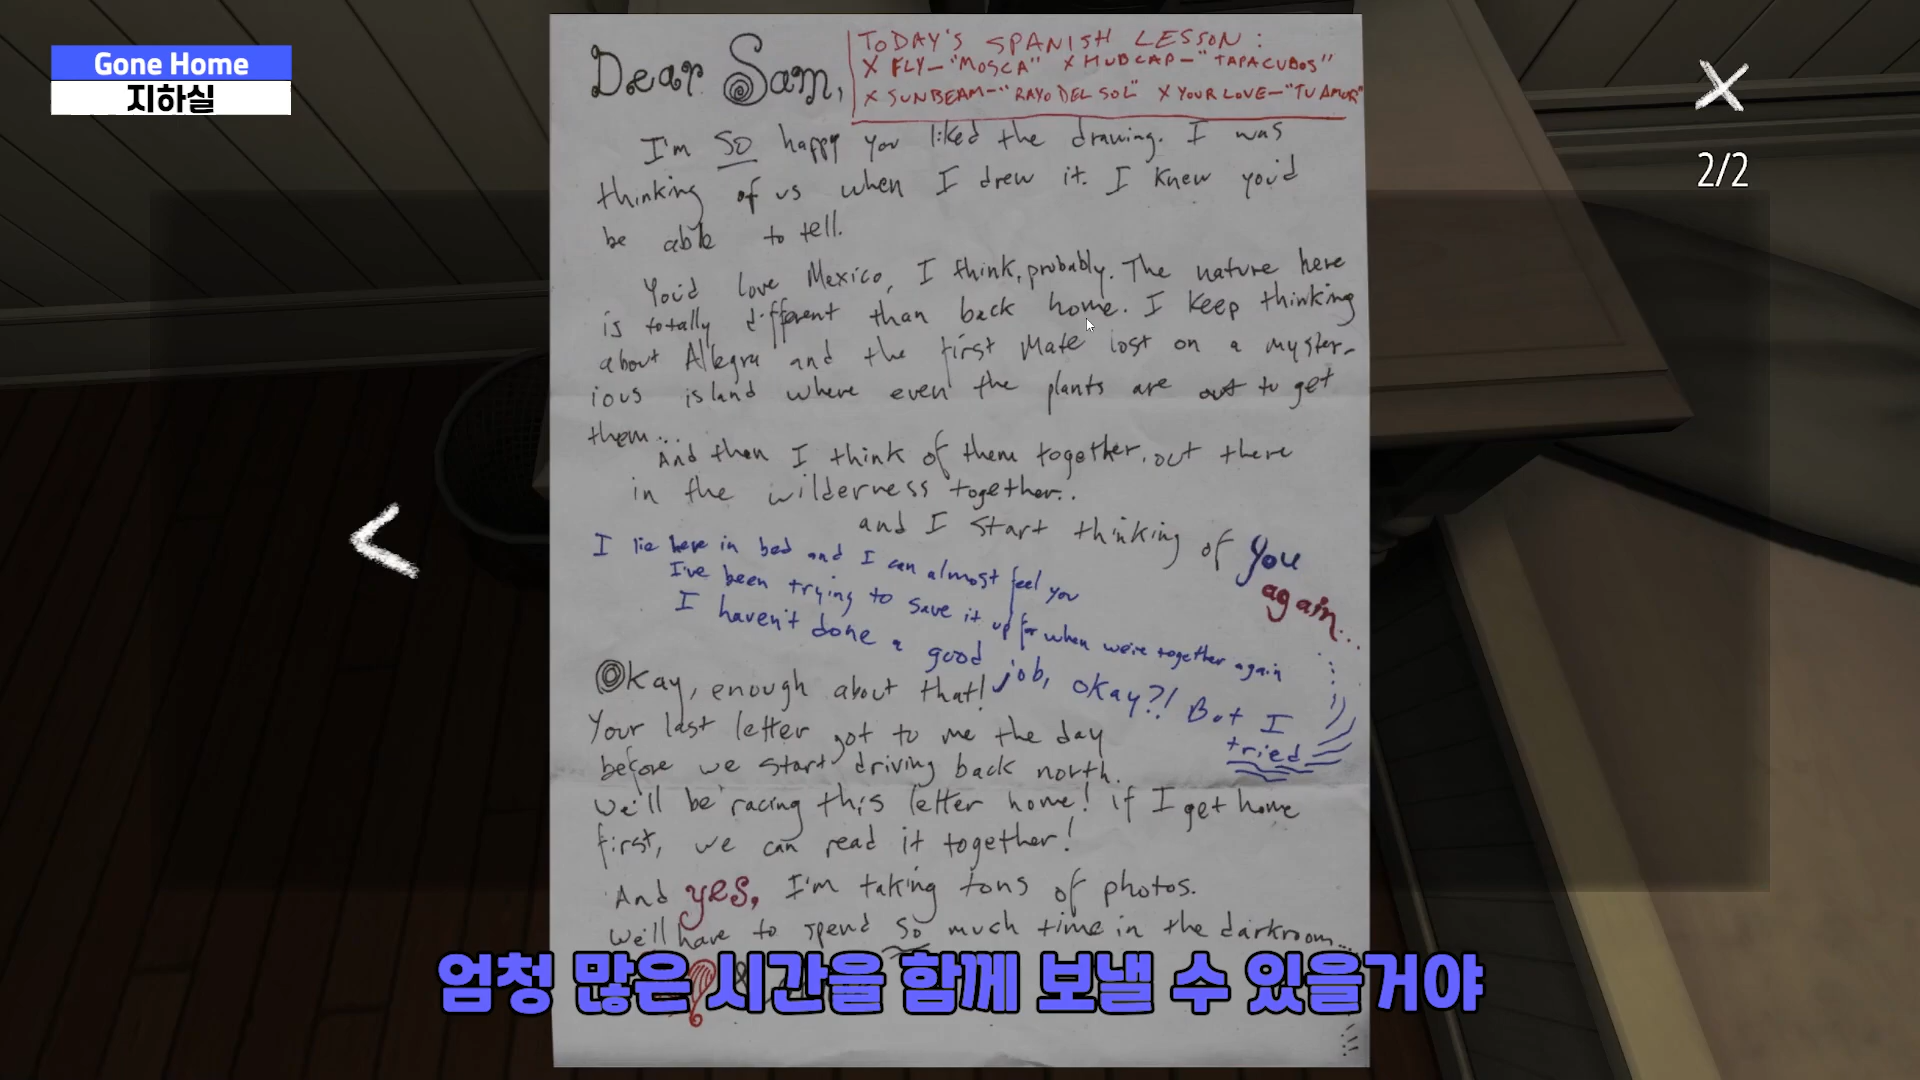 Gone Home
지하실
2/2
TODAY'S SPANISH LESSON:
X FLY-"MOSCA" X HUBCAP-"TAPACUBOS"
X SUNBEAM-"RAYO DEL SOL" X YOUR LOVE-"TU AMOR"
Dear Sam,
I'm SO happy you liked the drawing. I was
thinking of us when I drew it. I knew you'd
be able to tell.
You'd love Mexico, I think, probably. The nature here
is totally different than back home. I keep thinking
about Allegra and the First Mate lost on a myster-
ious island where even the plants are out to get
them...
And then I think of them together, out there
in the wilderness together..
and I start thinking of you
again...
I lie here in bed and I can almost feel you
I've been trying to save it up for when we're together again
I haven't done a good job, okay?! But I
tried
Okay, enough about that!
Your last letter got to me the day
before we start driving back north.
We'll be racing this letter home! if I get home
first, we can read it together!
And yes, I'm taking tons of photos.
We'll have to spend so much time in the darkroom...
엄청 많은 시간을 함께 보낼 수 있을거야